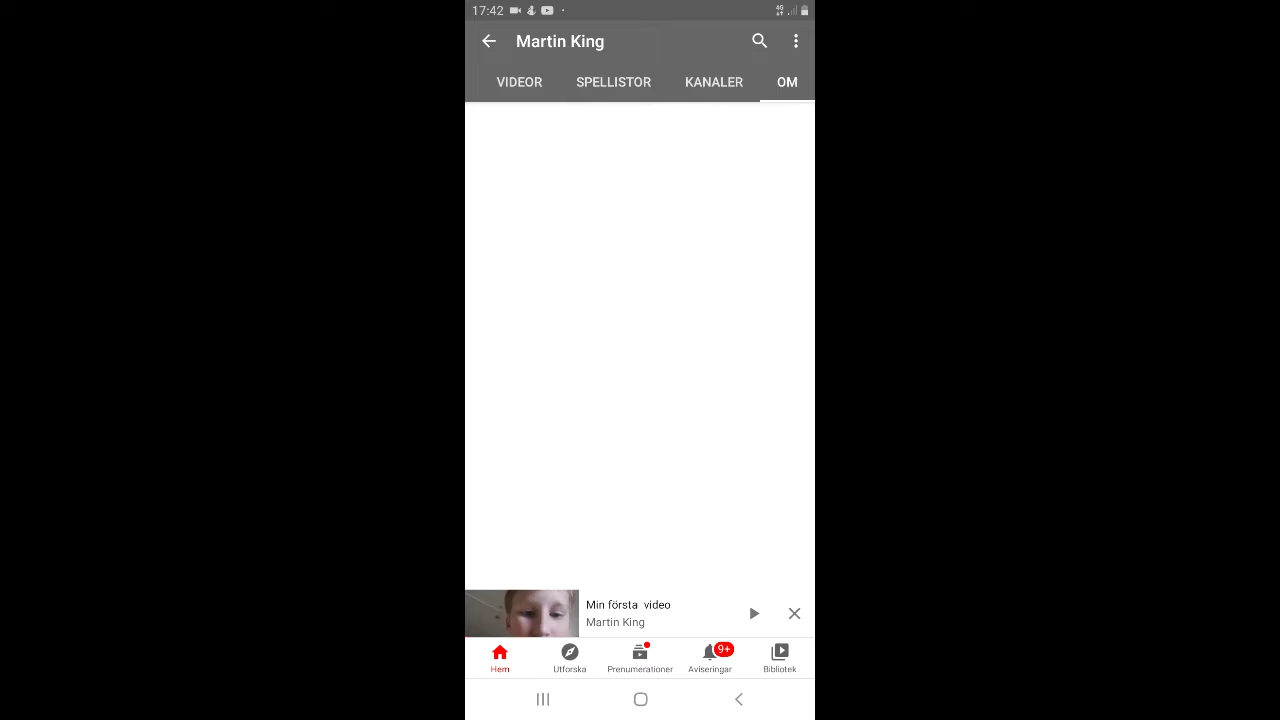 17:42
4G
Martin King
VIDEOR SPELLISTOR KANALER OM
Min första video
Martin King
9+
Hem Utforska Prenumerationer Aviseringar Bibliotek